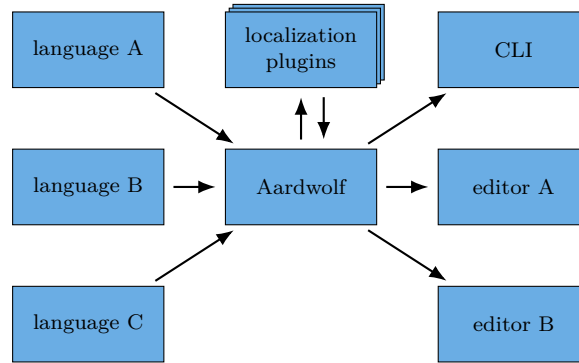 language A
localization
plugins
CLI
language B
Aardwolf
editor A
language C
editor B